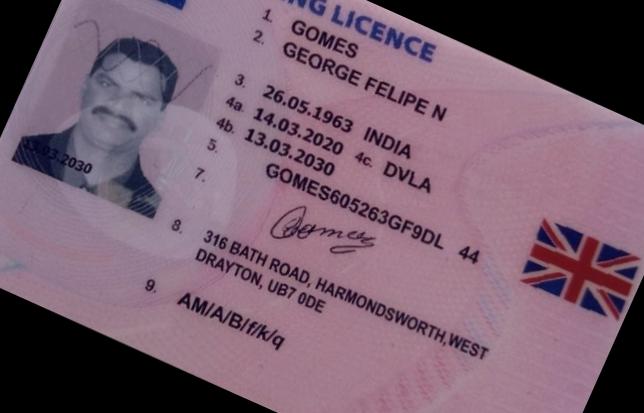 NG LICENCE
1. GOMES
2. GEORGE FELIPE N
3. 26.05.1963 INDIA
4a. 14.03.2020 4c. DVLA
4b. 13.03.2030
5. GOMES605263GF9DL 44
7. Gomes
8. 316 BATH ROAD, HARMONDSWORTH,WEST
DRAYTON, UB7 0DE
9. AM/A/B/f/k/q
13.03.2030